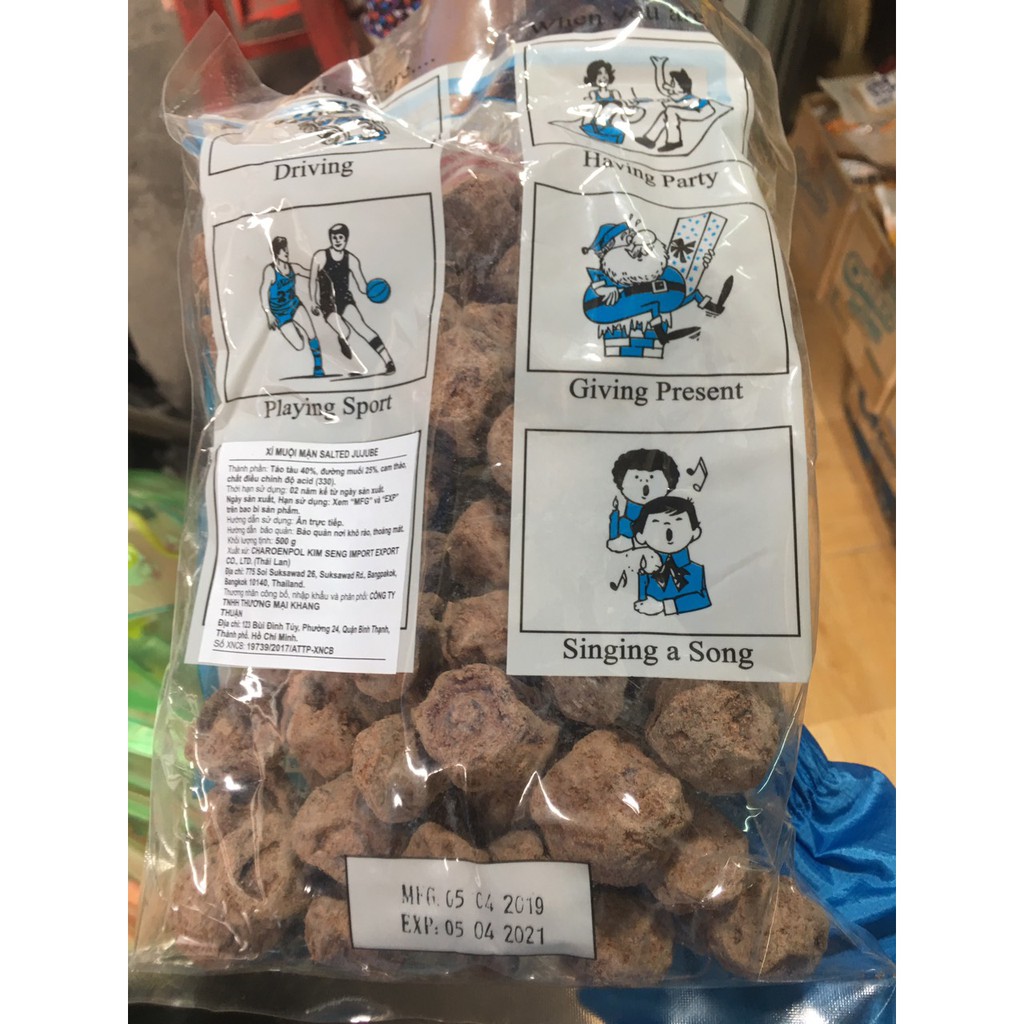 When you are
are....
Driving
Having Party
Playing Sport
Giving Present
XÍ MUỘI MẶN SALTED JUJUBE
Thành phần: Táo tàu 40%, đường muối 25%, cam thảo,
chất điều chỉnh độ acid (330).
Thời hạn sử dụng: 02 năm kể từ ngày sản xuất.
Ngày sản xuất, Hạn sử dụng: Xem "MFG" và "EXP"
trên bao bì sản phẩm.
Hướng dẫn sử dụng: Ăn trực tiếp.
Hướng dẫn bảo quản: Bảo quản nơi khô ráo, thoáng mát.
Khối lượng tịnh: 500 g
Xuất sứ: CHAROENPOL KIM SENG IMPORT EXPORT
CO., LTD. (Thái Lan)
Địa chỉ: 775 Soi Suksawad 26, Suksawad Rd., Bangpakok,
Bangkok 10140, Thailand.
Thương nhân công bố, nhập khẩu và phân phối: CÔNG TY
TNHH THƯƠNG MẠI KHANG
THUẬN
Địa chỉ: 123 Bùi Đình Túy, Phường 24, Quận Bình Thạnh,
Thành phố. Hồ Chí Minh.
Số XNCB: 19739/2017/ATTP-XNCB
Singing a Song
MFG. 05 04 2019
EXP: 05 04 2021